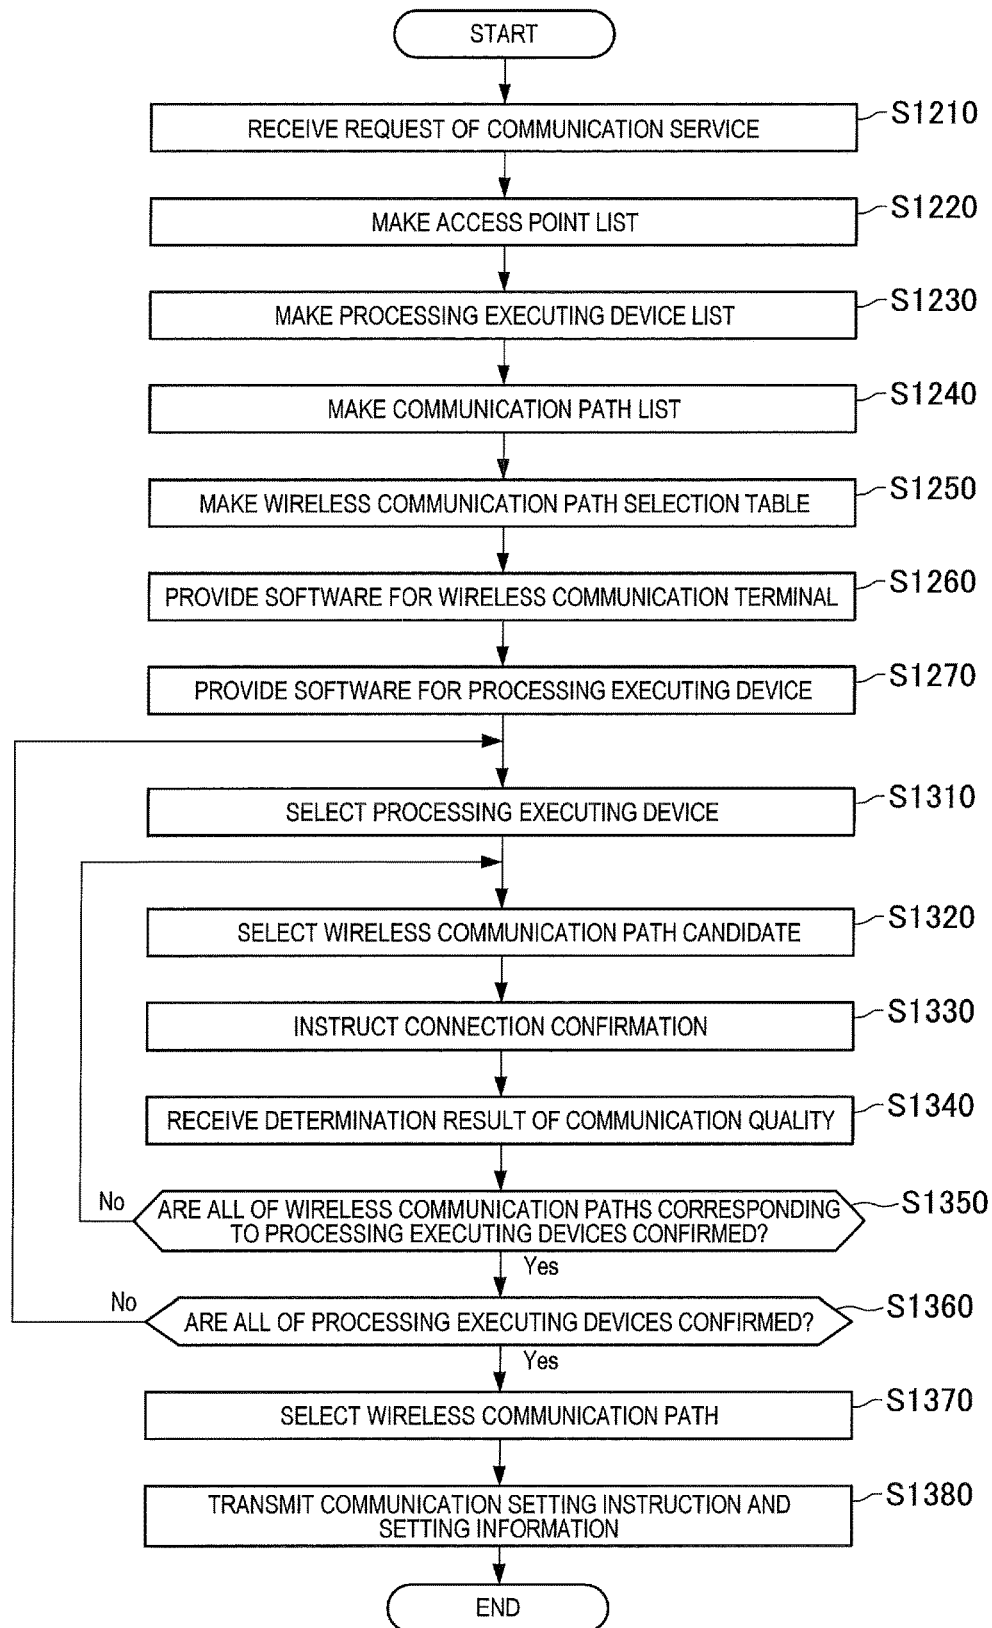 START
RECEIVE REQUEST OF COMMUNICATION SERVICE
S1210
MAKE ACCESS POINT LIST
S1220
MAKE PROCESSING EXECUTING DEVICE LIST
S1230
MAKE COMMUNICATION PATH LIST
S1240
MAKE WIRELESS COMMUNICATION PATH SELECTION TABLE
S1250
PROVIDE SOFTWARE FOR WIRELESS COMMUNICATION TERMINAL
S1260
PROVIDE SOFTWARE FOR PROCESSING EXECUTING DEVICE
S1270
SELECT PROCESSING EXECUTING DEVICE
S1310
SELECT WIRELESS COMMUNICATION PATH CANDIDATE
S1320
INSTRUCT CONNECTION CONFIRMATION
S1330
RECEIVE DETERMINATION RESULT OF COMMUNICATION QUALITY
S1340
No
ARE ALL OF WIRELESS COMMUNICATION PATHS CORRESPONDING
TO PROCESSING EXECUTING DEVICES CONFIRMED?
S1350
Yes
No
ARE ALL OF PROCESSING EXECUTING DEVICES CONFIRMED?
S1360
Yes
SELECT WIRELESS COMMUNICATION PATH
S1370
TRANSMIT COMMUNICATION SETTING INSTRUCTION AND
SETTING INFORMATION
S1380
END